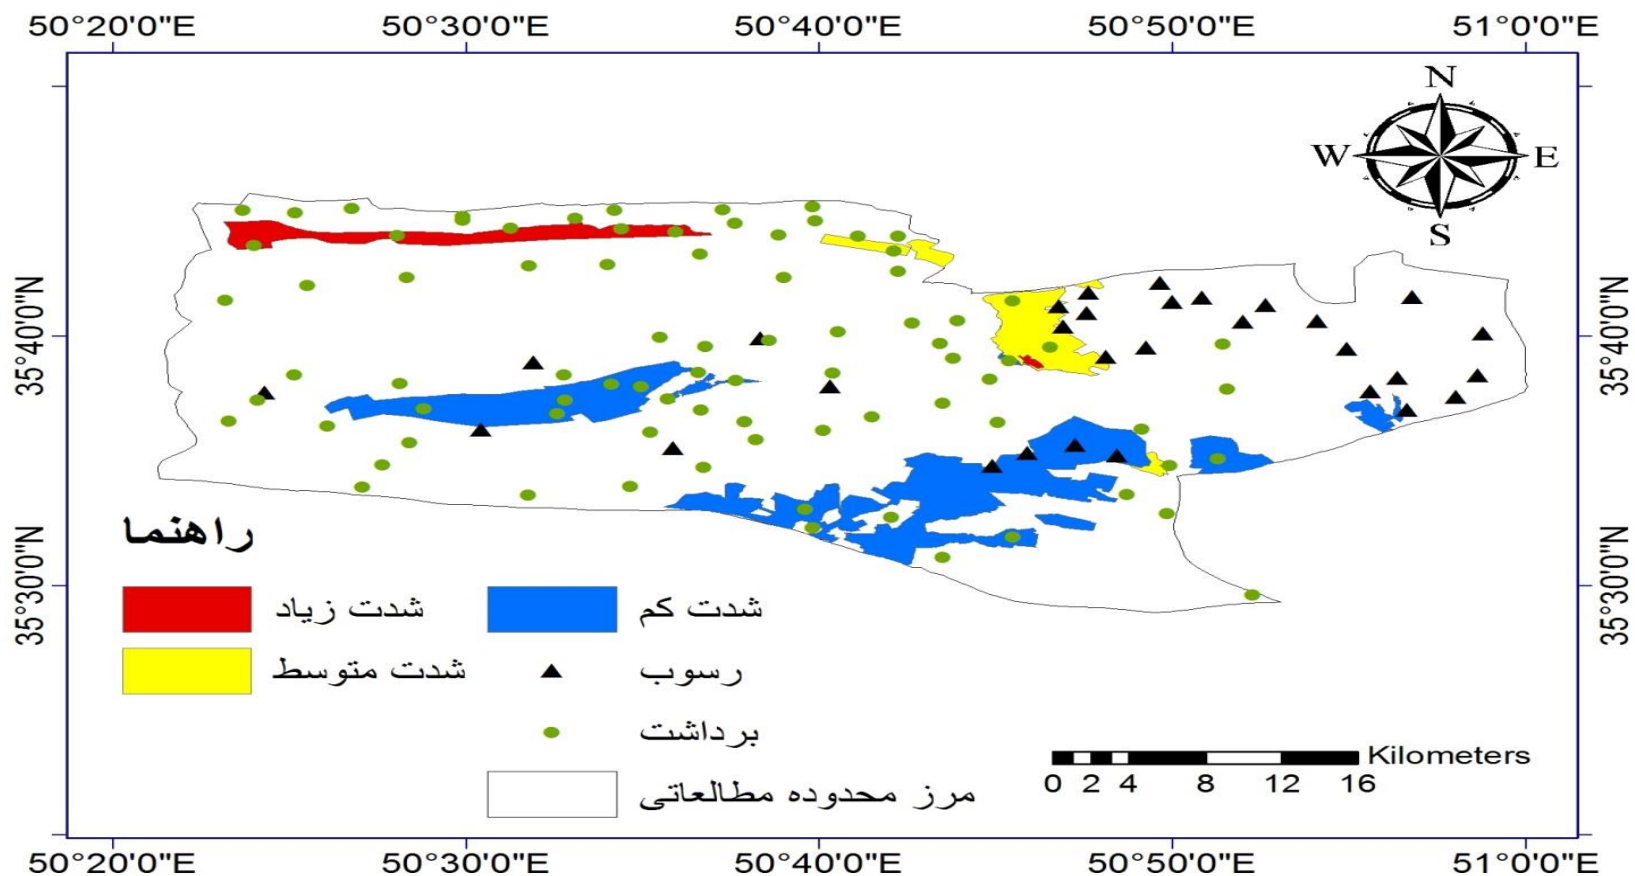 50°20'0"E 50°30'0"E 50°40'0"E 50°50'0"E 51°0'0"E
N
W E
S
35°40'0"N 35°40'0"N
35°30'0"N 35°30'0"N
راهنما
شدت زیاد
شدت کم
شدت متوسط
رسوب
برداشت
مرز محدوده مطالعاتی
Kilometers
0 2 4 8 12 16
50°20'0"E 50°30'0"E 50°40'0"E 50°50'0"E 51°0'0"E